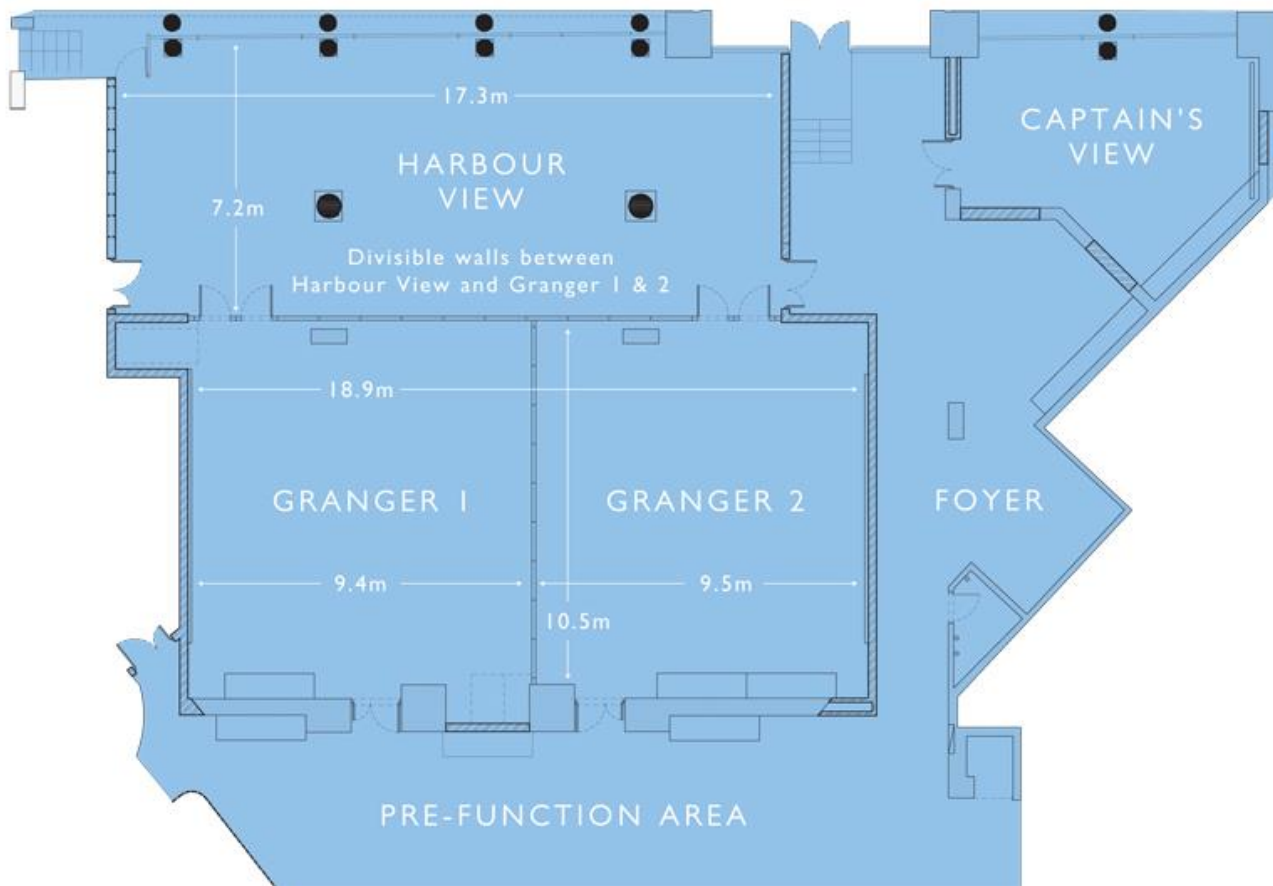 17.3m
CAPTAIN'S
VIEW
HARBOUR
VIEW
7.2m
Divisible walls between
Harbour View and Granger 1 & 2
18.9m
GRANGER 1
GRANGER 2
FOYER
9.4m
9.5m
10.5m
PRE-FUNCTION AREA